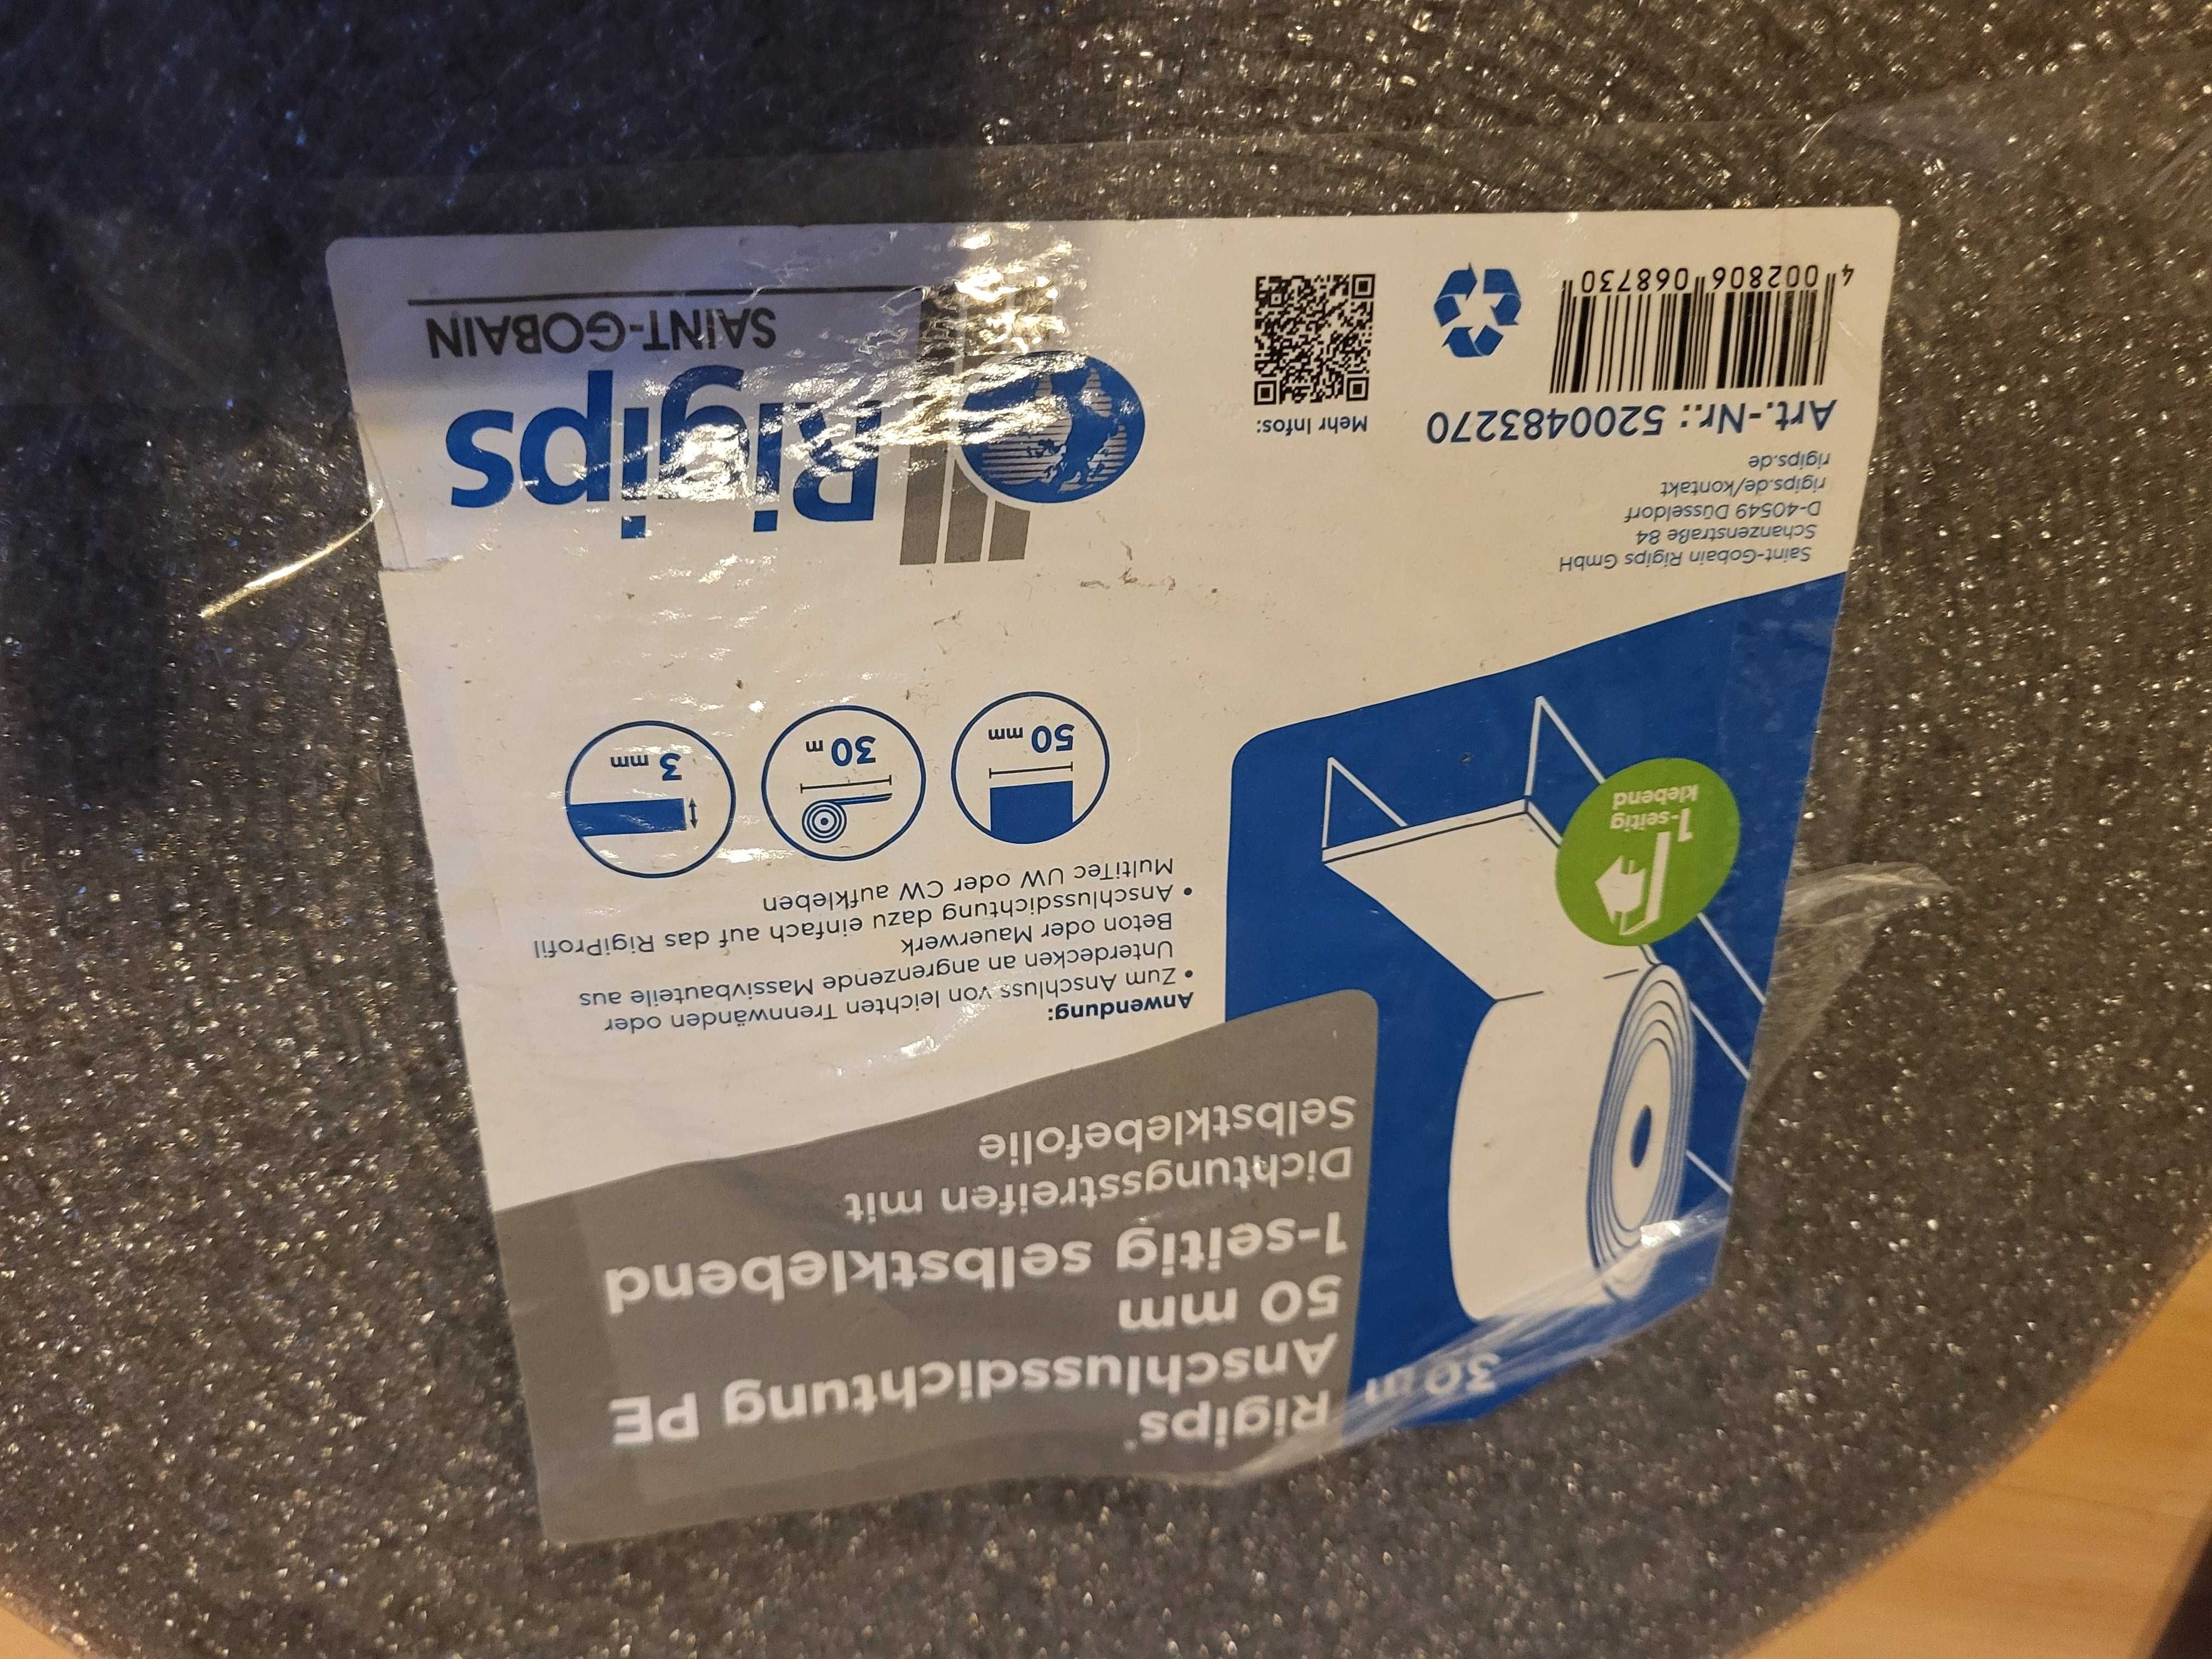 30 m
Rigips®
Anschlussdichtung PE
50 mm
1-seitig selbstklebend
Dichtungsstreifen mit
Selbstklebefolie
1-seitig
klebend
Anwendung:
• Zum Anschluss von leichten Trennwänden oder
Unterdecken an angrenzende Massivbauteile aus
Beton oder Mauerwerk
• Anschlussdichtung dazu einfach auf das RigiProfil
MultiTec UW oder CW aufkleben
50 mm
30 m
3 mm
Saint-Gobain Rigips GmbH
Schanzenstraße 84
D-40549 Düsseldorf
rigips.de/kontakt
rigips.de
Art.-Nr.: 5200483270
4 002806 068730
Mehr Infos:
Rigips
SAINT-GOBAIN